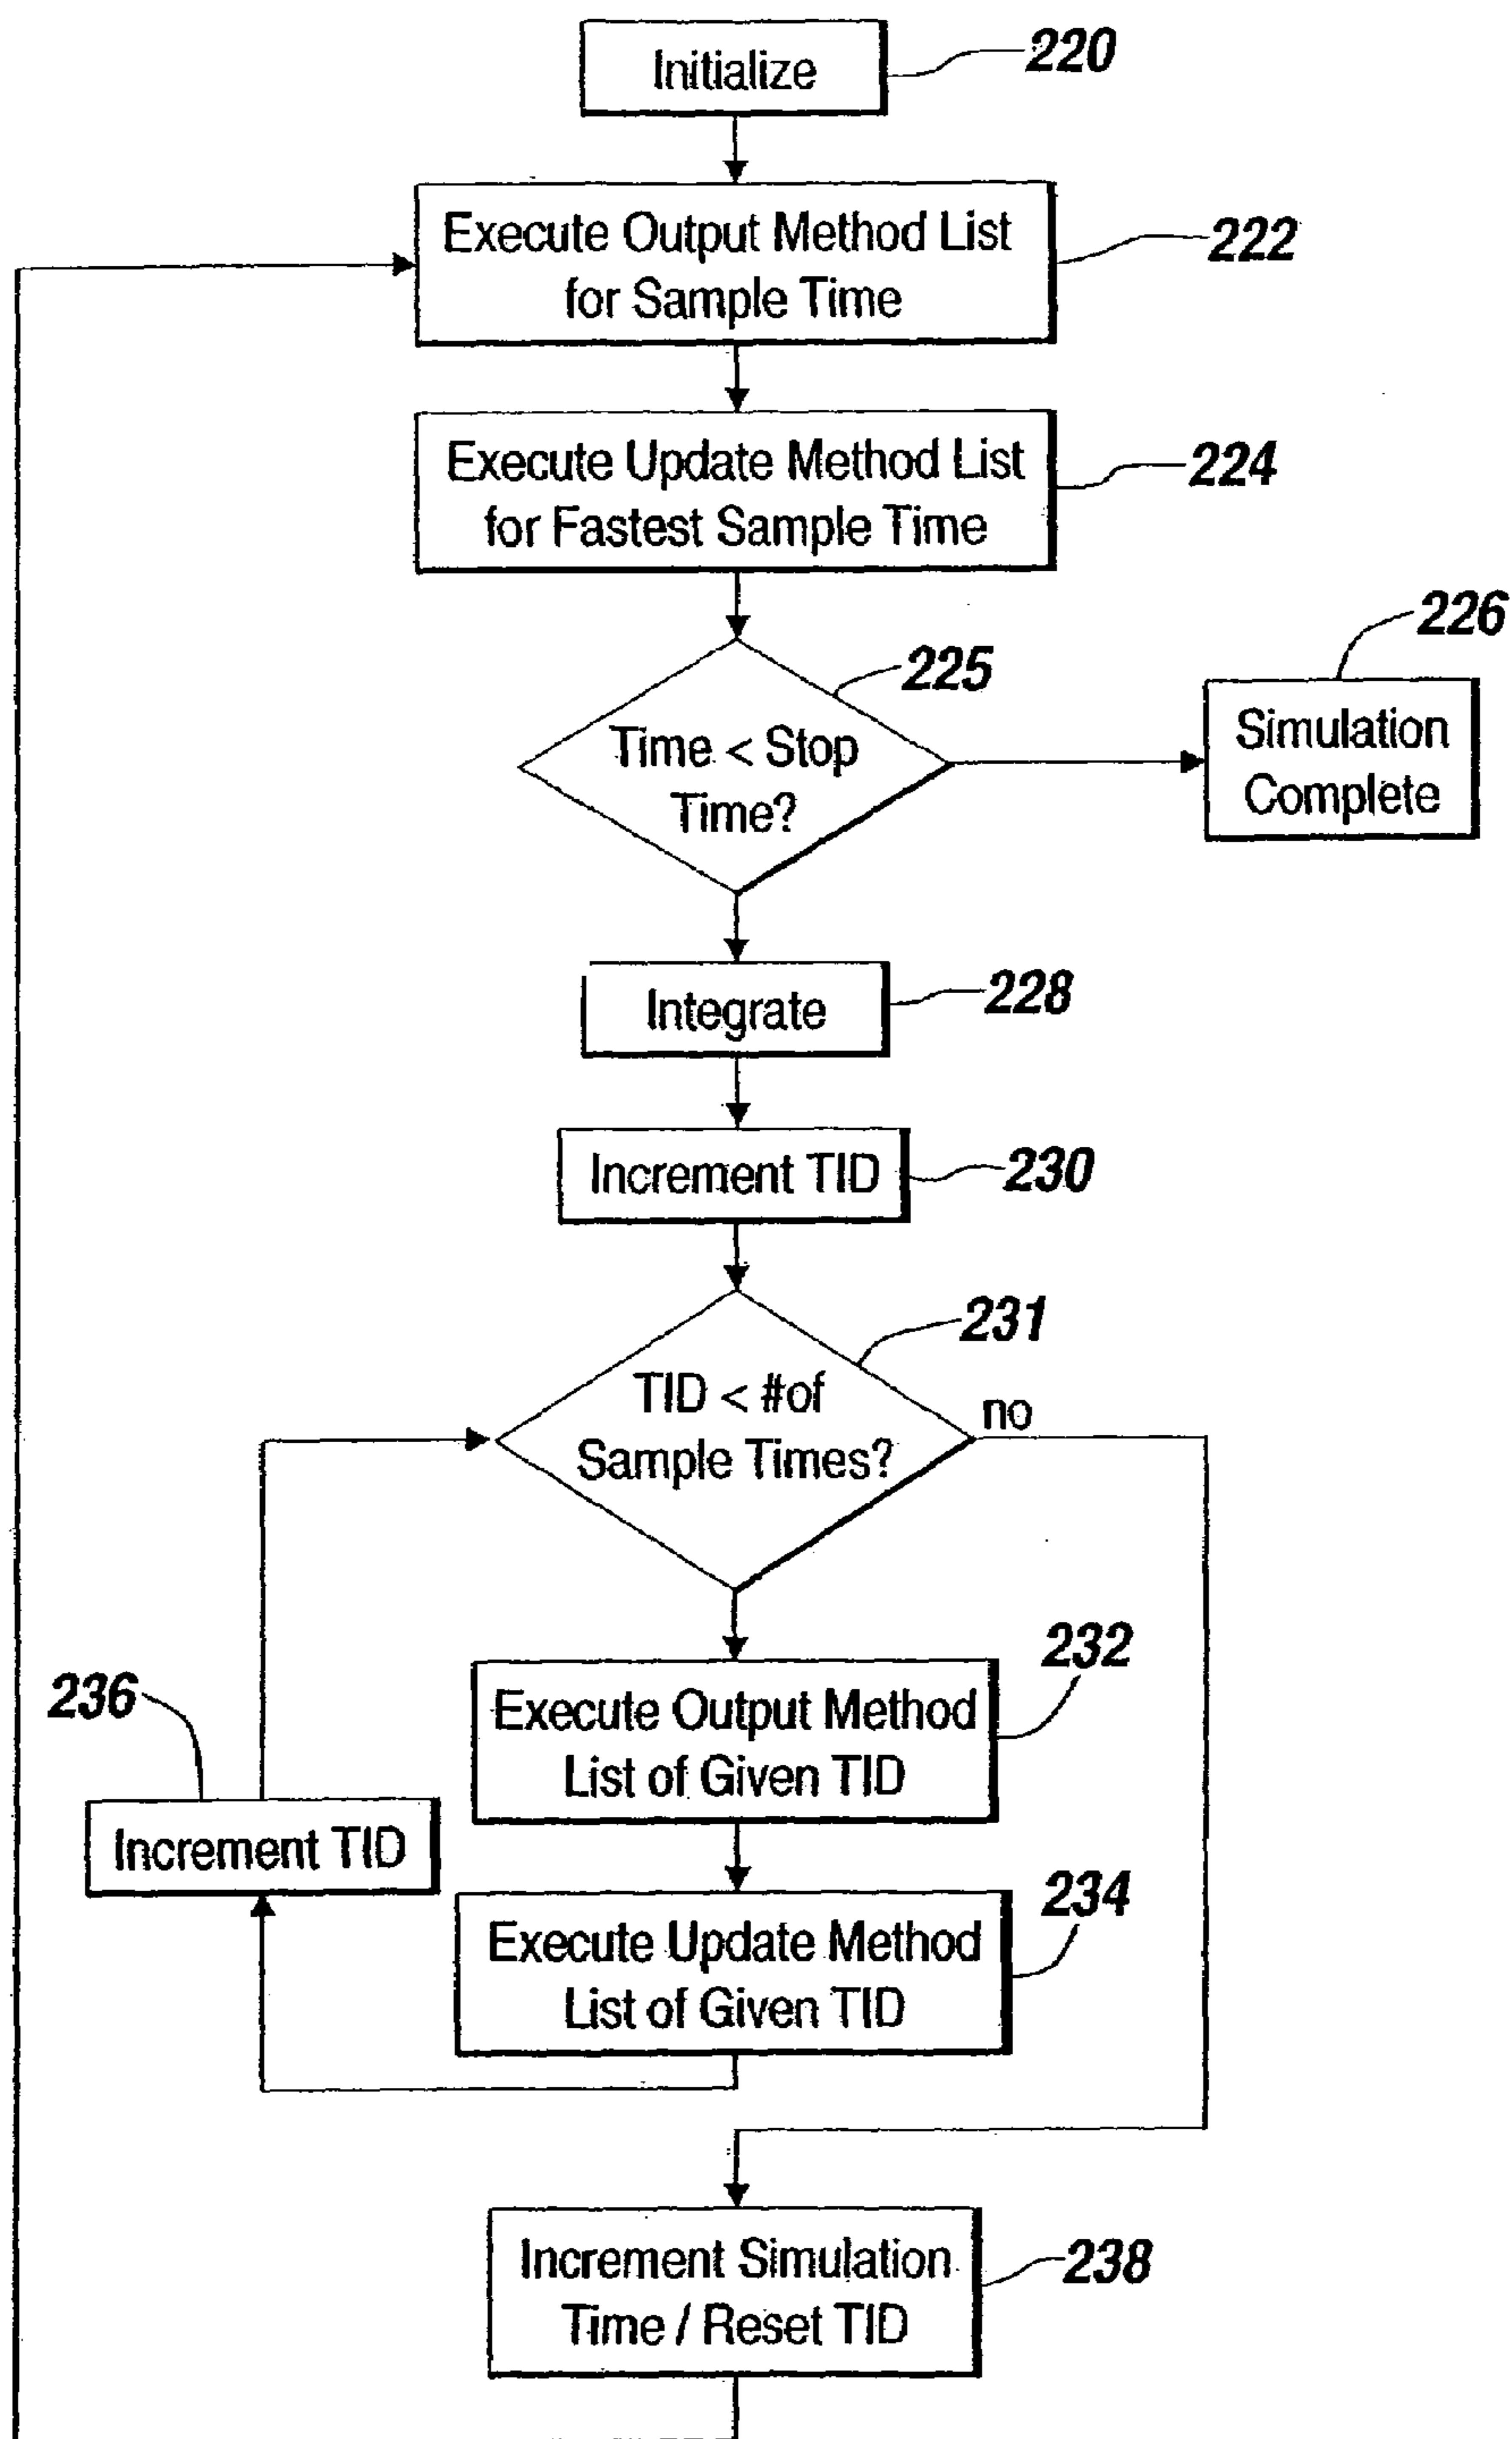 Initialize
220
Execute Output Method List
for Sample Time
222
Execute Update Method List
for Fastest Sample Time
224
225
Time < Stop
Time?
226
Simulation
Complete
Integrate
228
Increment TID
230
231
TID < #of
Sample Times?
no
232
Execute Output Method
List of Given TID
236
Increment TID
234
Execute Update Method
List of Given TID
Increment Simulation
Time / Reset TID
238